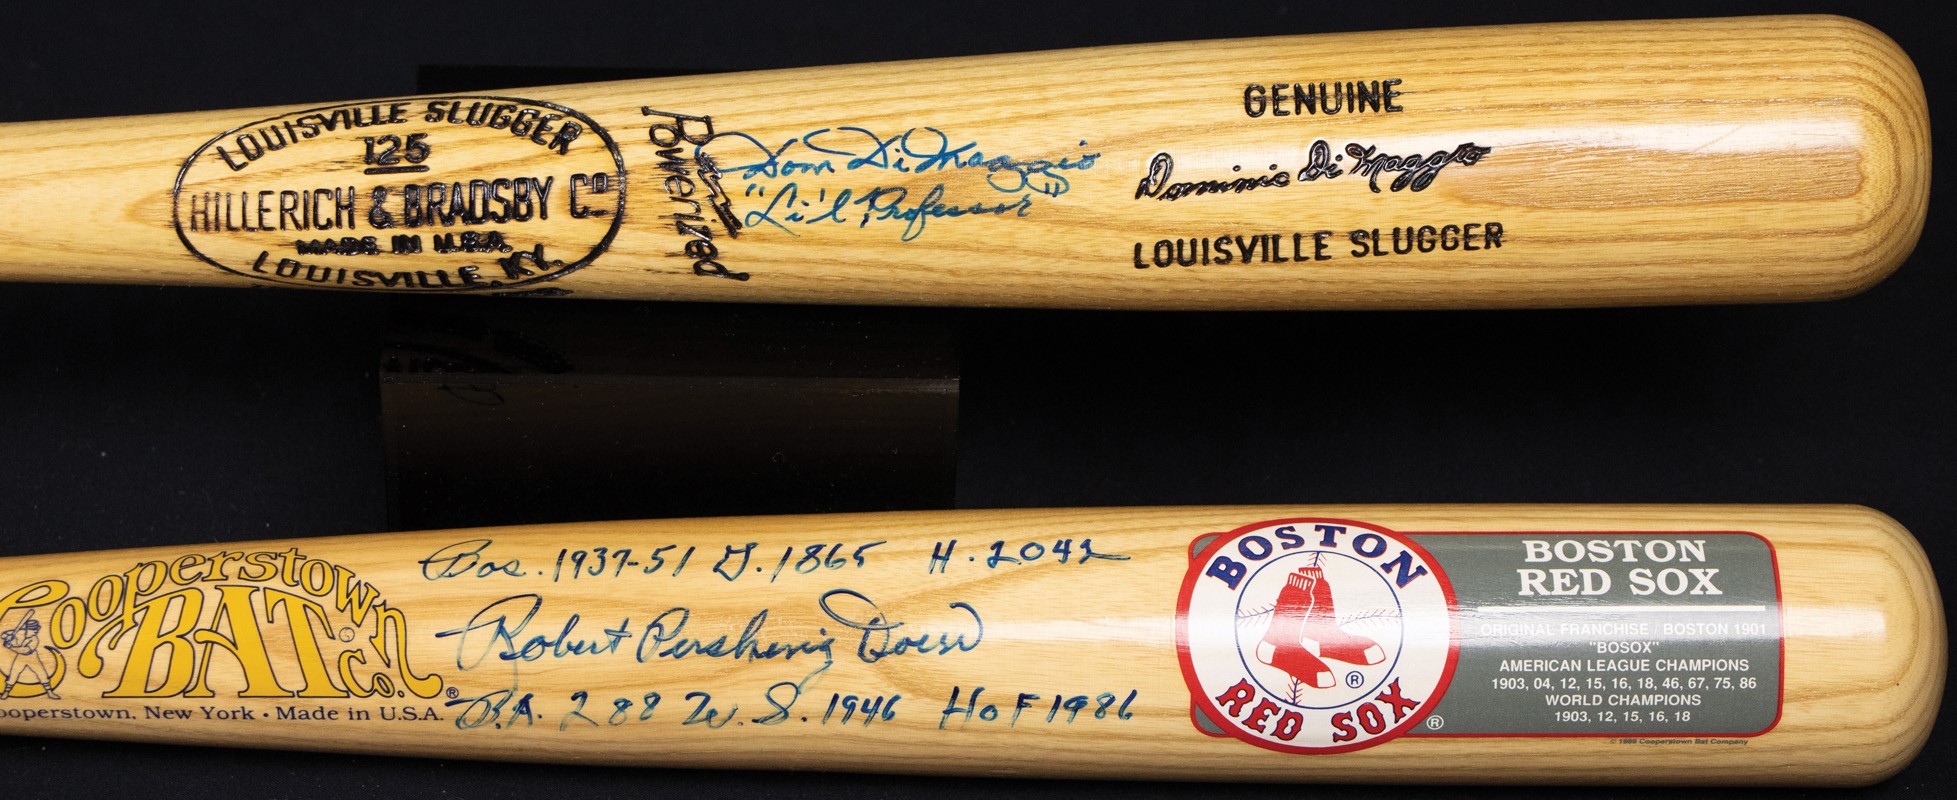 LOUISVILLE SLUGGER
125
HILLERICH & BRADSBY CO
MADE IN U.S.A.
LOUISVILLE, KY.
Powerized
Dom DiMaggio
"Li'l Professor"
GENUINE
Dominic DiMaggio
LOUISVILLE SLUGGER
Cooperstown
BAT
Co.®
ooperstown, New York • Made in U.S.A.
Bos. 1937-51 G. 1865 H. 2042
Robert Pershing Doerr
B.A. 288 W.S. 1946 HoF 1986
BOSTON
RED SOX
®
®
BOSTON
RED SOX
ORIGINAL FRANCHISE / BOSTON 1901
"BOSOX"
AMERICAN LEAGUE CHAMPIONS
1903, 04, 12, 15, 16, 18, 46, 67, 75, 86
WORLD CHAMPIONS
1903, 12, 15, 16, 18
Cooperstown Bat Company